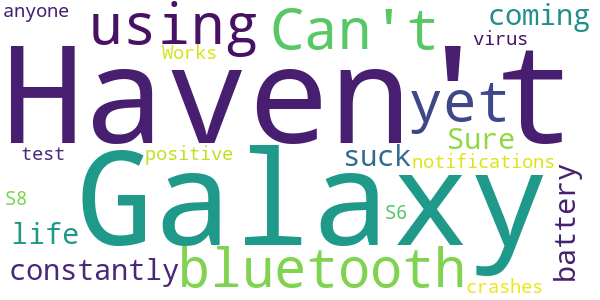 anyone
using
Can't
coming
Works
virus
Haven't
yet
Sure
test
positive
suck
notifications
Galaxy
battery
S8
S6
life
bluetooth
constantly
crashes